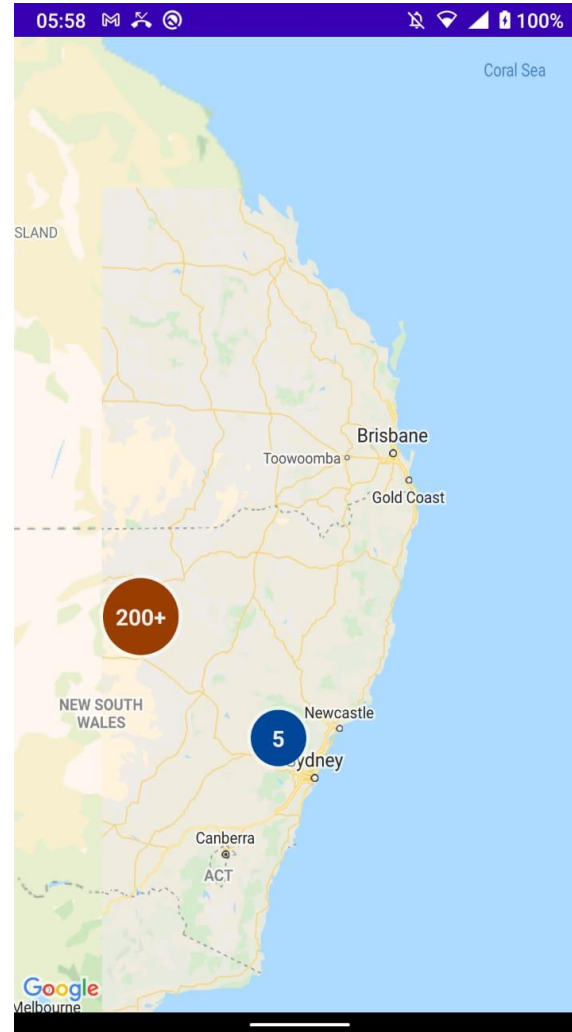 05:58 100%
Coral Sea
SLAND
Brisbane
Toowoomba
Gold Coast
200+
NEW SOUTH
WALES
Newcastle
5
ydney
Canberra
ACT
Google
Melbourne